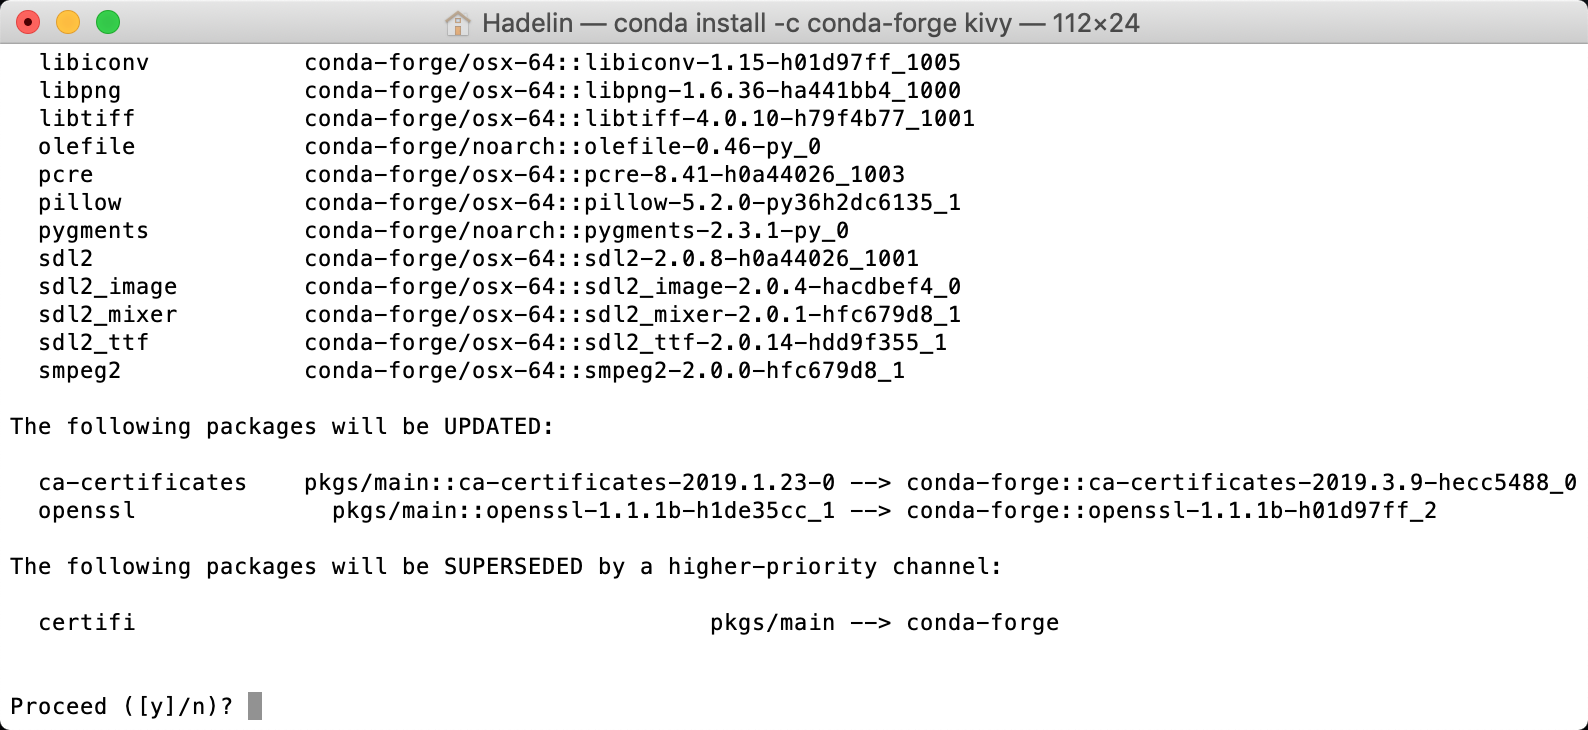 Hadelin — conda install -c conda-forge kivy — 112×24
libiconv conda-forge/osx-64::libiconv-1.15-h01d97ff_1005
libpng conda-forge/osx-64::libpng-1.6.36-ha441bb4_1000
libtiff conda-forge/osx-64::libtiff-4.0.10-h79f4b77_1001
olefile conda-forge/noarch::olefile-0.46-py_0
pcre conda-forge/osx-64::pcre-8.41-h0a44026_1003
pillow conda-forge/osx-64::pillow-5.2.0-py36h2dc6135_1
pygments conda-forge/noarch::pygments-2.3.1-py_0
sdl2 conda-forge/osx-64::sdl2-2.0.8-h0a44026_1001
sdl2_image conda-forge/osx-64::sdl2_image-2.0.4-hacdbef4_0
sdl2_mixer conda-forge/osx-64::sdl2_mixer-2.0.1-hfc679d8_1
sdl2_ttf conda-forge/osx-64::sdl2_ttf-2.0.14-hdd9f355_1
smpeg2 conda-forge/osx-64::smpeg2-2.0.0-hfc679d8_1
The following packages will be UPDATED:
ca-certificates pkgs/main::ca-certificates-2019.1.23-0 --> conda-forge::ca-certificates-2019.3.9-hecc5488_0
openssl pkgs/main::openssl-1.1.1b-h1de35cc_1 --> conda-forge::openssl-1.1.1b-h01d97ff_2
The following packages will be SUPERSEDED by a higher-priority channel:
certifi pkgs/main --> conda-forge
Proceed ([y]/n)?